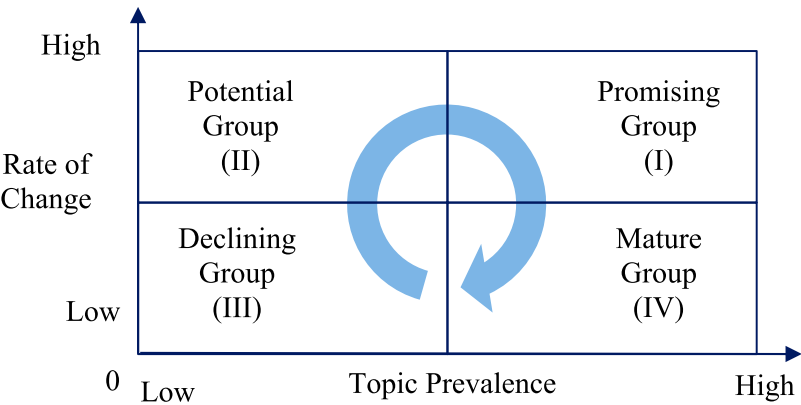 High
Potential
Group
(II)
Promising
Group
(I)
Rate of
Change
Declining
Group
(III)
Mature
Group
(IV)
Low
0
Low
Topic Prevalence
High